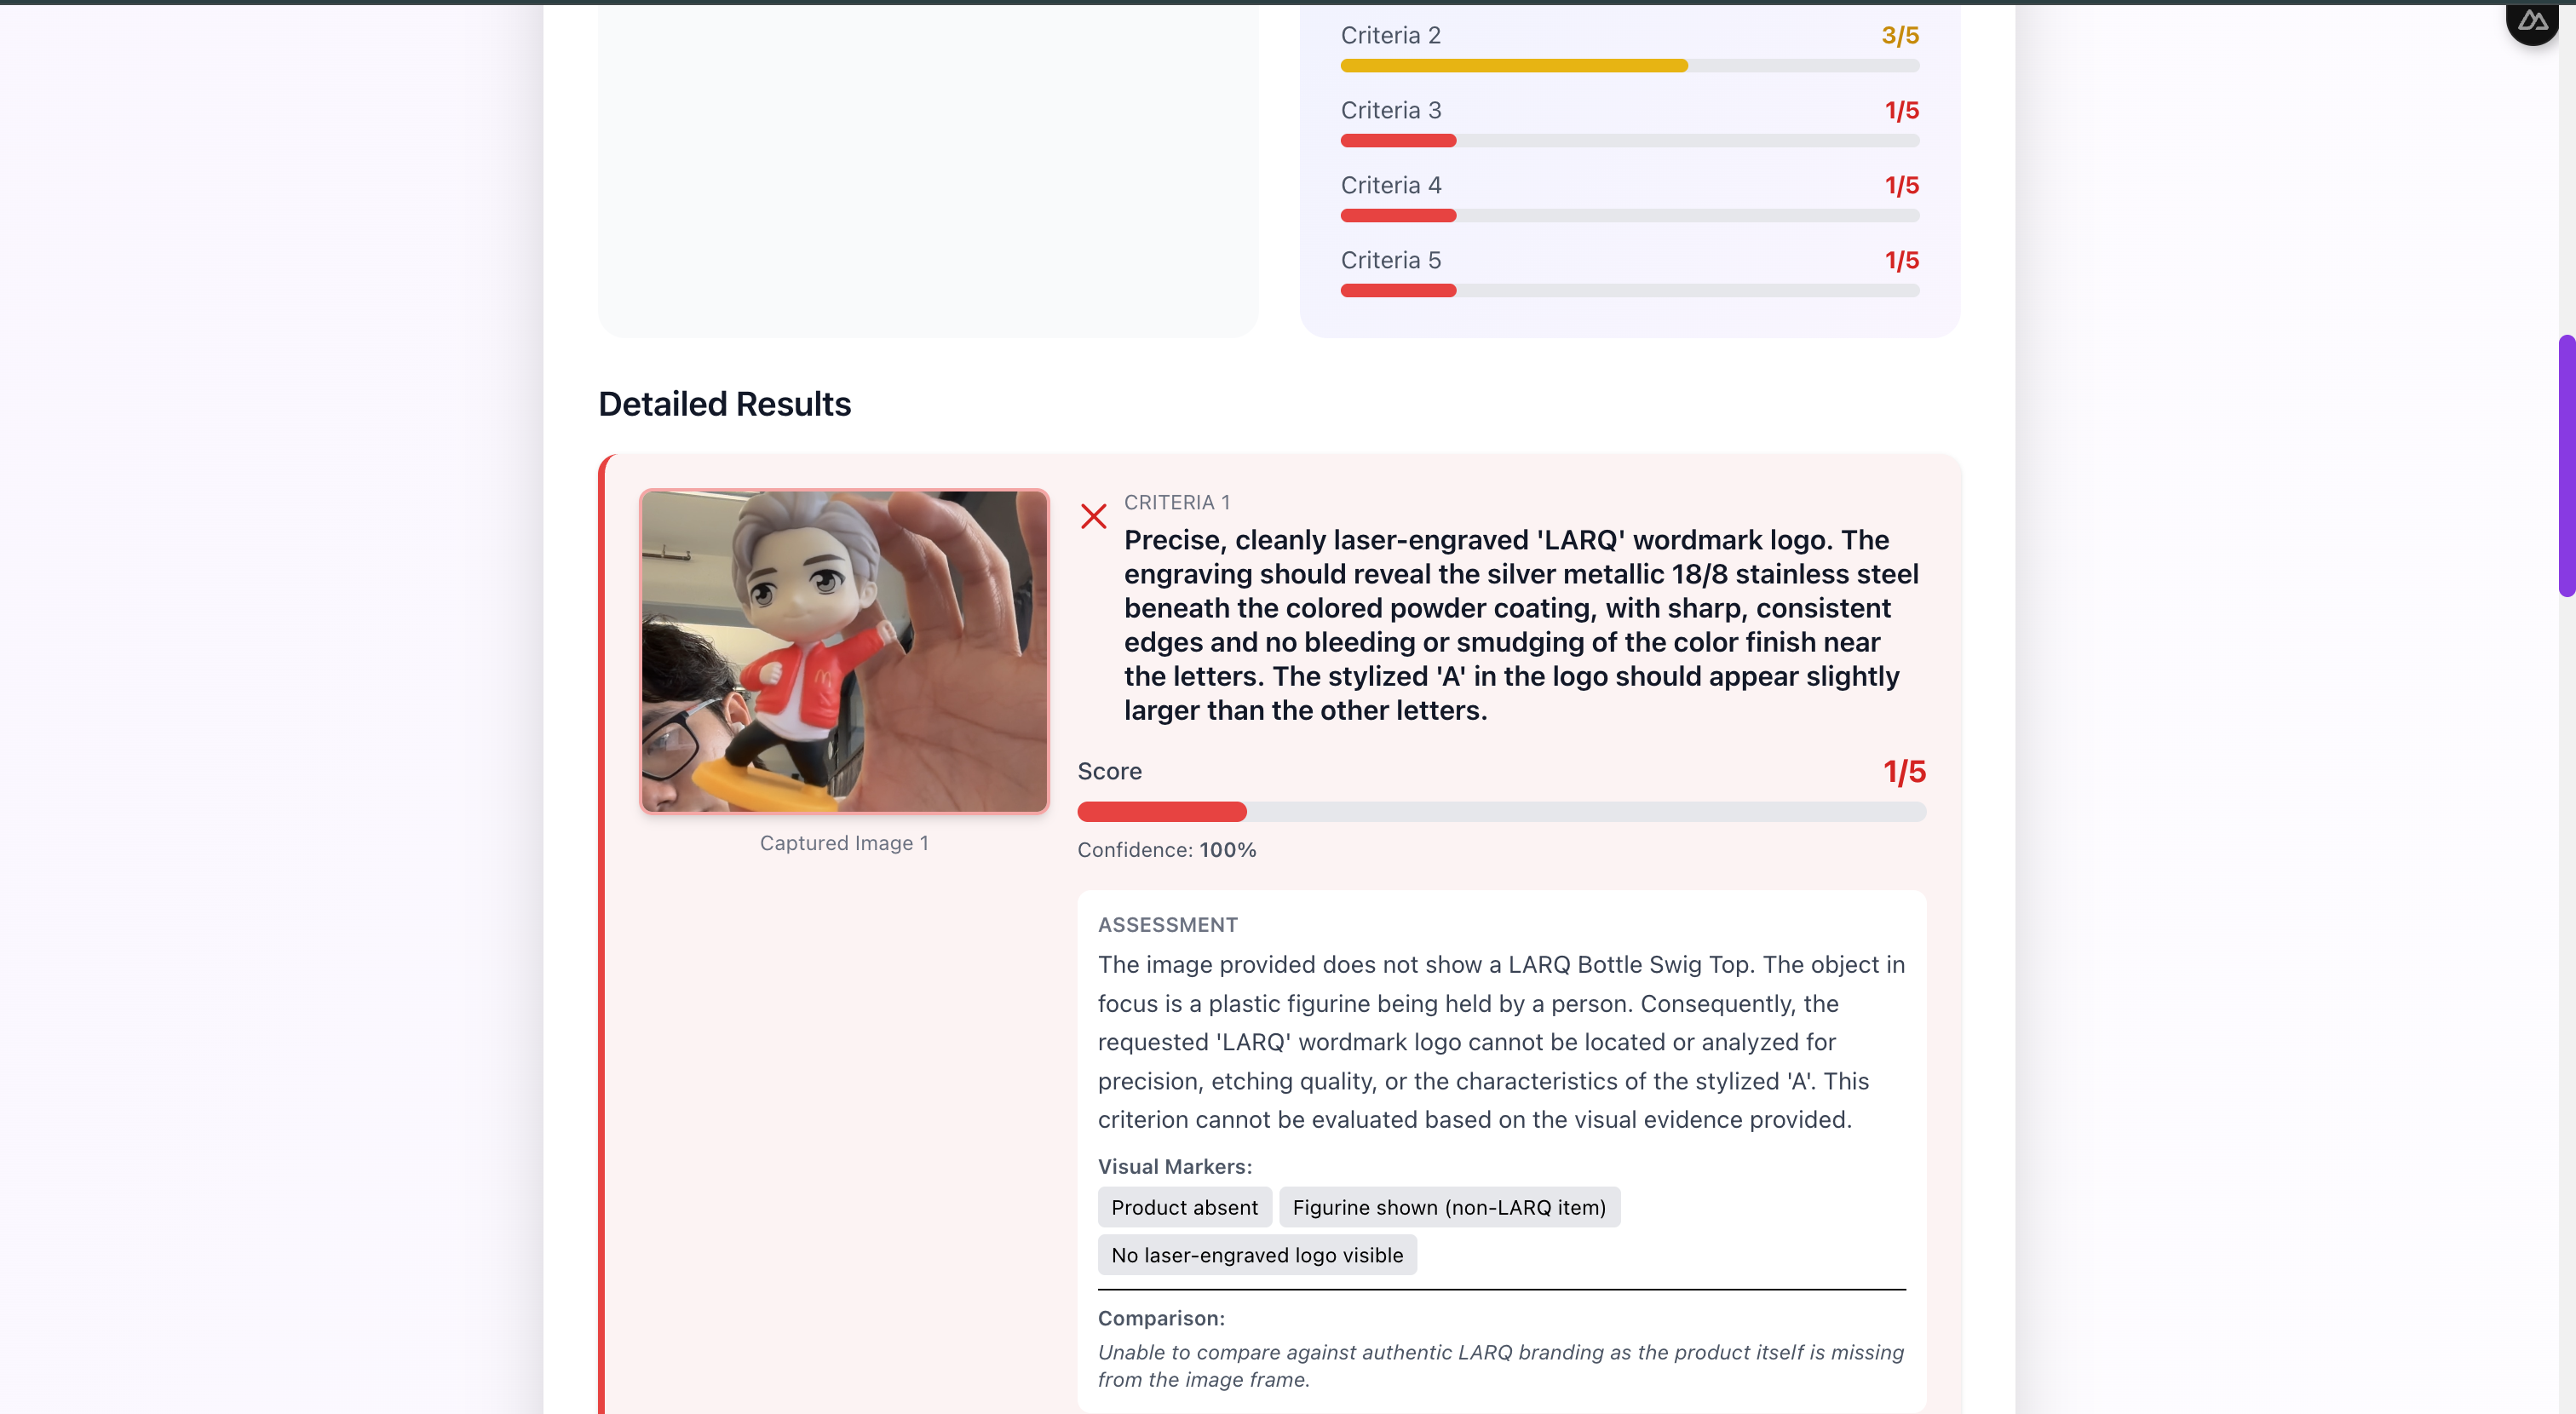 Criteria 2
3/5
Criteria 3
1/5
Criteria 4
1/5
Criteria 5
1/5
Detailed Results
CRITERIA 1
Precise, cleanly laser-engraved 'LARQ' wordmark logo. The
engraving should reveal the silver metallic 18/8 stainless steel
beneath the colored powder coating, with sharp, consistent
edges and no bleeding or smudging of the color finish near
the letters. The stylized 'A' in the logo should appear slightly
larger than the other letters.
Score
1/5
Confidence: 100%
Captured Image 1
ASSESSMENT
The image provided does not show a LARQ Bottle Swig Top. The object in
focus is a plastic figurine being held by a person. Consequently, the
requested 'LARQ' wordmark logo cannot be located or analyzed for
precision, etching quality, or the characteristics of the stylized 'A'. This
criterion cannot be evaluated based on the visual evidence provided.
Visual Markers:
Product absent
Figurine shown (non-LARQ item)
No laser-engraved logo visible
Comparison:
Unable to compare against authentic LARQ branding as the product itself is missing
from the image frame.